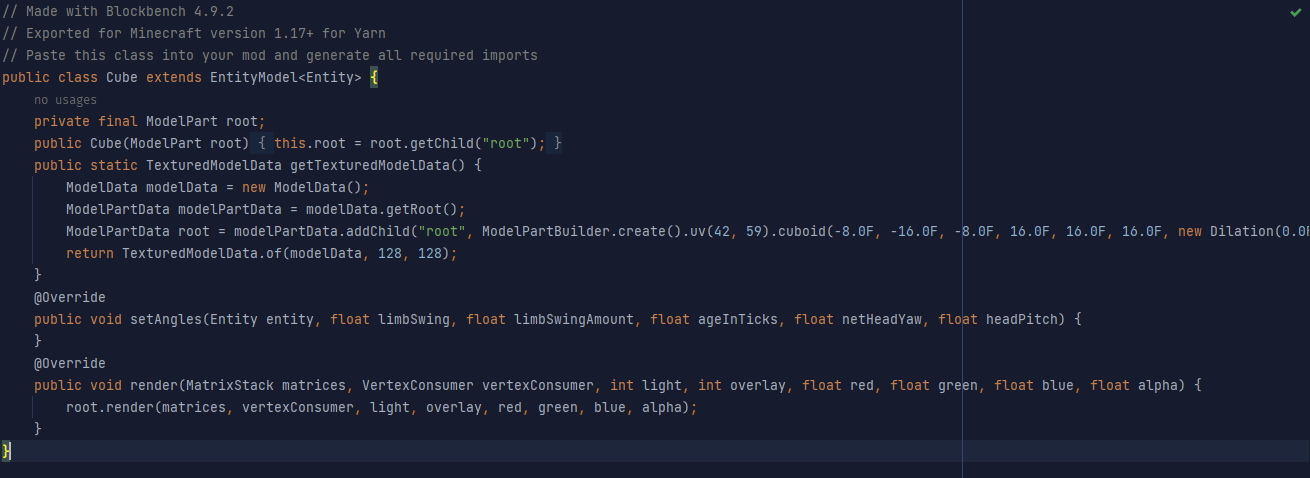 // Made with Blockbench 4.9.2
// Exported for Minecraft version 1.17+ for Yarn
// Paste this class into your mod and generate all required imports
public class Cube extends EntityModel<Entity> {
no usages
private final ModelPart root;
public Cube(ModelPart root) { this.root = root.getChild("root"); }
public static TexturedModelData getTexturedModelData() {
ModelData modelData = new ModelData();
ModelPartData modelPartData = modelData.getRoot();
ModelPartData root = modelPartData.addChild("root", ModelPartBuilder.create().uv(42, 59).cuboid(-8.0F, -16.0F, -8.0F, 16.0F, 16.0F, 16.0F, new Dilation(0.0F
return TexturedModelData.of(modelData, 128, 128);
}
@Override
public void setAngles(Entity entity, float limbSwing, float limbSwingAmount, float ageInTicks, float netHeadYaw, float headPitch) {
}
@Override
public void render(MatrixStack matrices, VertexConsumer vertexConsumer, int light, int overlay, float red, float green, float blue, float alpha) {
root.render(matrices, vertexConsumer, light, overlay, red, green, blue, alpha);
}
}